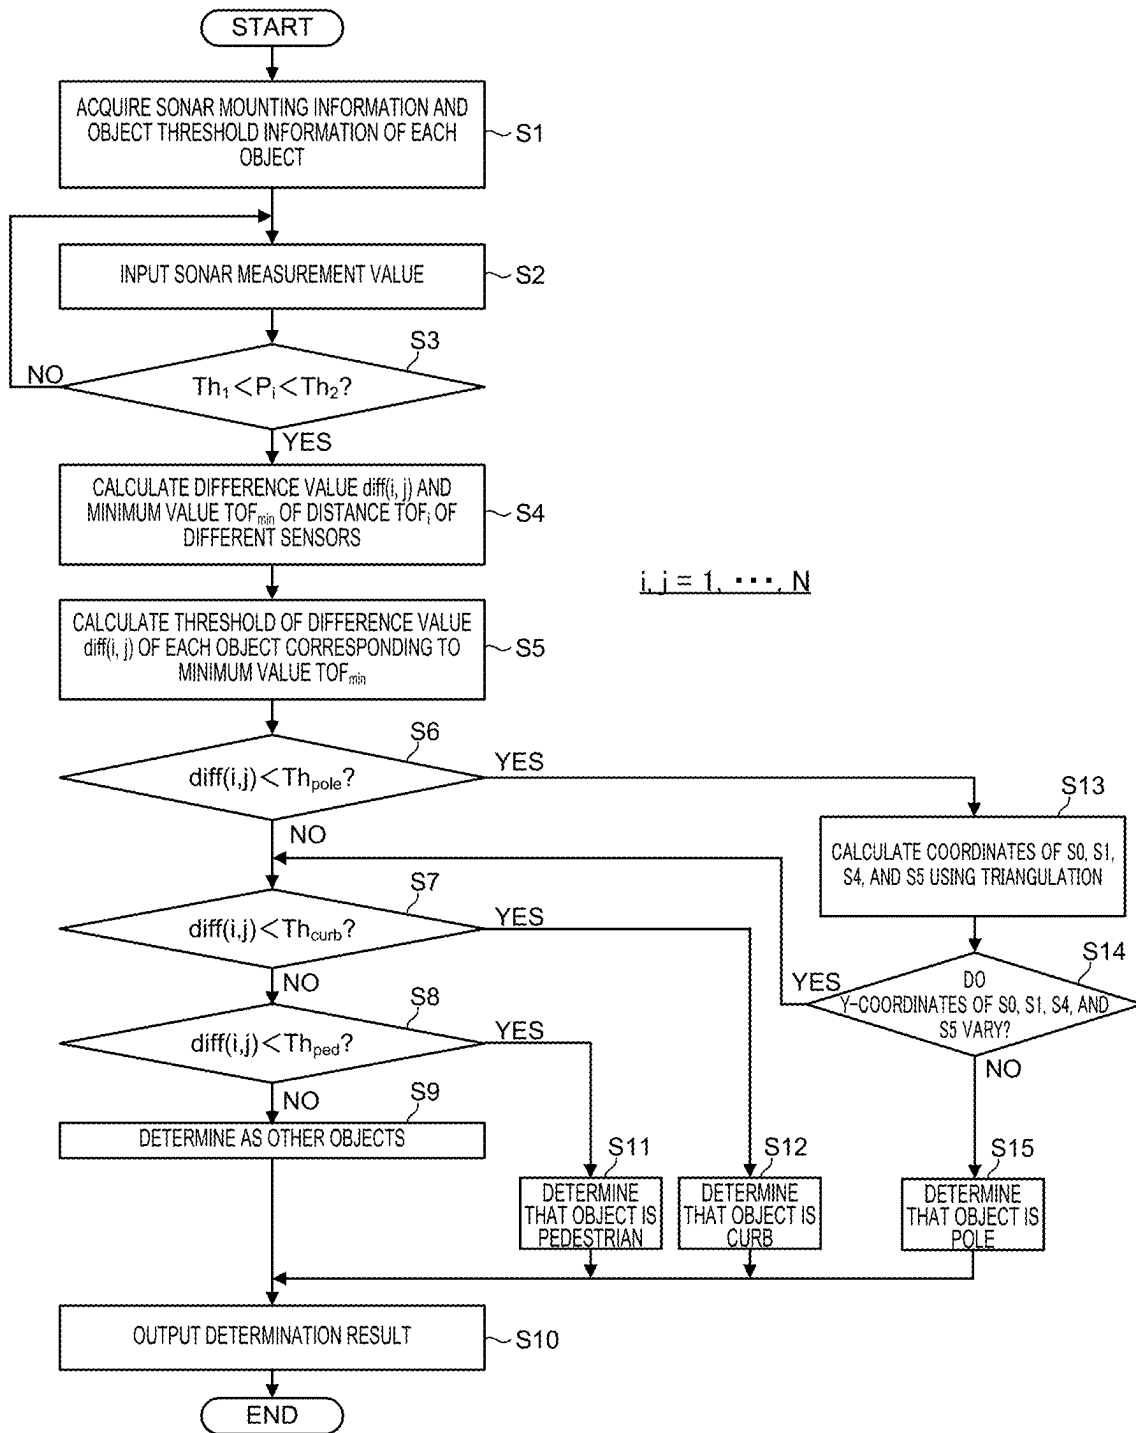 START
ACQUIRE SONAR MOUNTING INFORMATION AND
OBJECT THRESHOLD INFORMATION OF EACH
OBJECT
S1
INPUT SONAR MEASUREMENT VALUE
S2
S3
Th₁＜Pᵢ＜Th₂?
NO
YES
CALCULATE DIFFERENCE VALUE diff(i, j) AND
MINIMUM VALUE TOFmin OF DISTANCE TOFi OF
DIFFERENT SENSORS
S4
i, j = 1, ･･･, N
CALCULATE THRESHOLD OF DIFFERENCE VALUE
diff(i, j) OF EACH OBJECT CORRESPONDING TO
MINIMUM VALUE TOFmin
S5
S6
diff(i,j)＜Thpole?
YES
NO
S13
CALCULATE COORDINATES OF S0, S1,
S4, AND S5 USING TRIANGULATION
S7
diff(i,j)＜Thcurb?
YES
NO
S14
DO
Y-COORDINATES OF S0, S1, S4, AND
S5 VARY?
YES
NO
S8
diff(i,j)＜Thped?
YES
NO
S9
DETERMINE AS OTHER OBJECTS
S11
DETERMINE
THAT OBJECT IS
PEDESTRIAN
S12
DETERMINE
THAT OBJECT IS
CURB
S15
DETERMINE
THAT OBJECT IS
POLE
OUTPUT DETERMINATION RESULT
S10
END